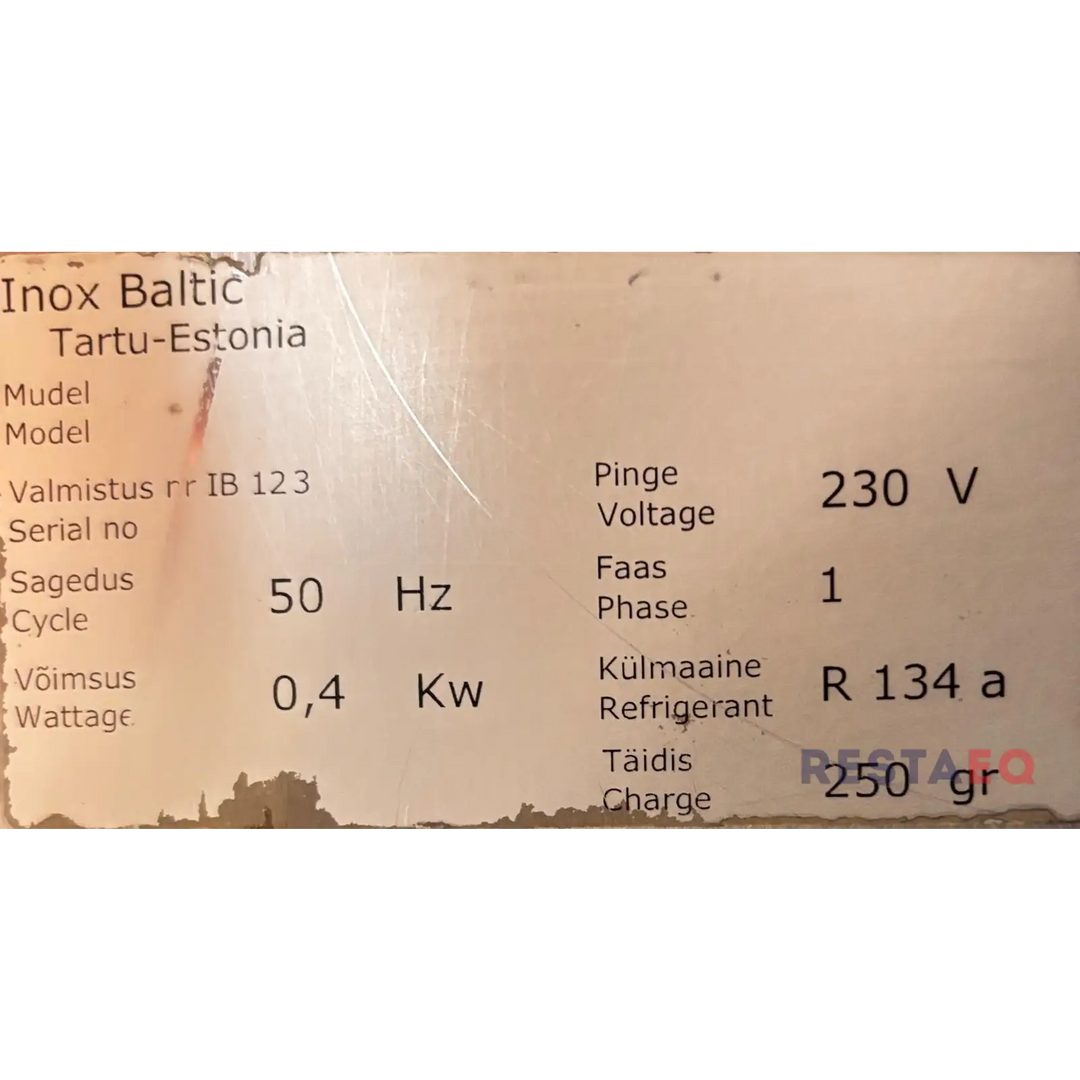 Inox Baltic
Tartu-Estonia
Mudel
Model
Valmistus rr IB 123
Serial no
Sagedus
Cycle
50 Hz
Võimsus
Wattage
0,4 Kw
Pinge
Voltage
230 V
Faas
Phase
1
Külmaaine
Refrigerant
R 134 a
Täidis
Charge
250 gr
RESTAEQ